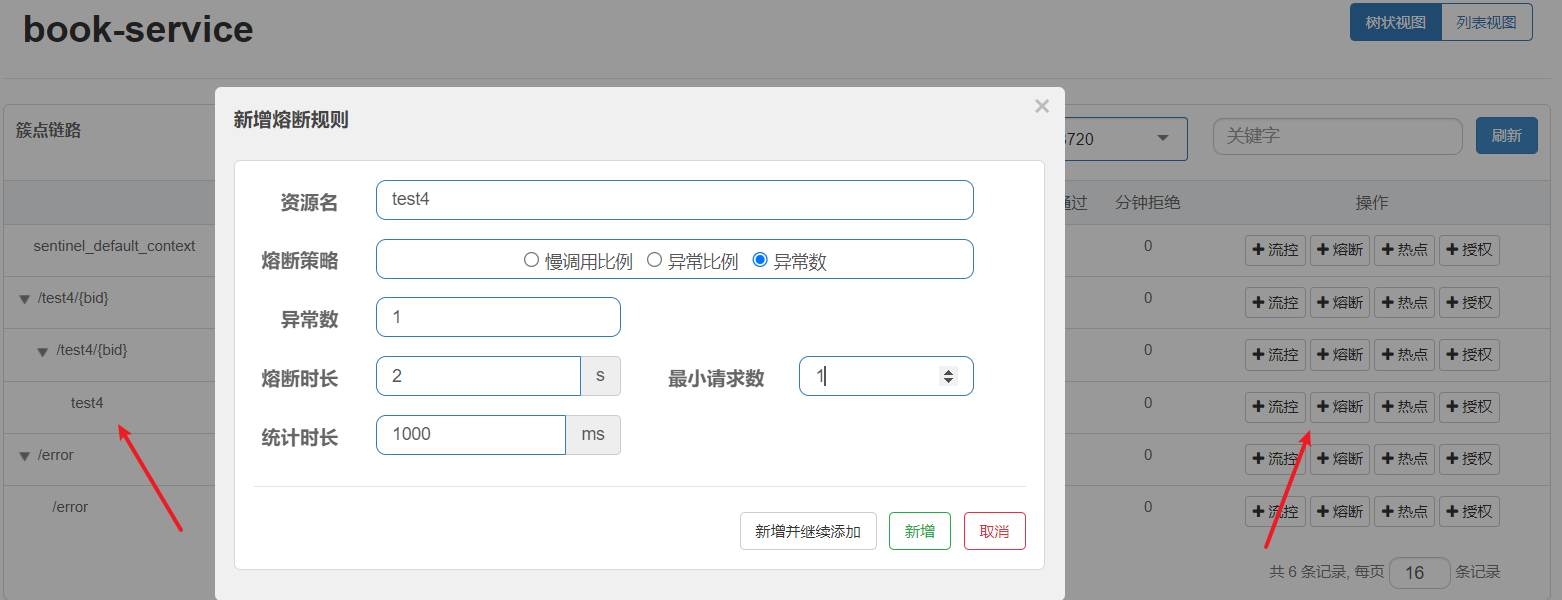 book-service
树状视图 列表视图
新增熔断规则 ×
簇点链路
720 关键字 刷新
资源名 test4
通过 分钟拒绝 操作
sentinel_default_context 0 流控 熔断 热点 授权
熔断策略 慢调用比例 异常比例 异常数
/test4/{bid} 0 流控 熔断 热点 授权
异常数 1
/test4/{bid} 0 流控 熔断 热点 授权
熔断时长 2 s 最小请求数 1
test4 0 流控 熔断 热点 授权
统计时长 1000 ms
/error 0 流控 熔断 热点 授权
/error 0 流控 熔断 热点 授权
新增并继续添加 新增 取消
共 6 条记录, 每页 16 条记录